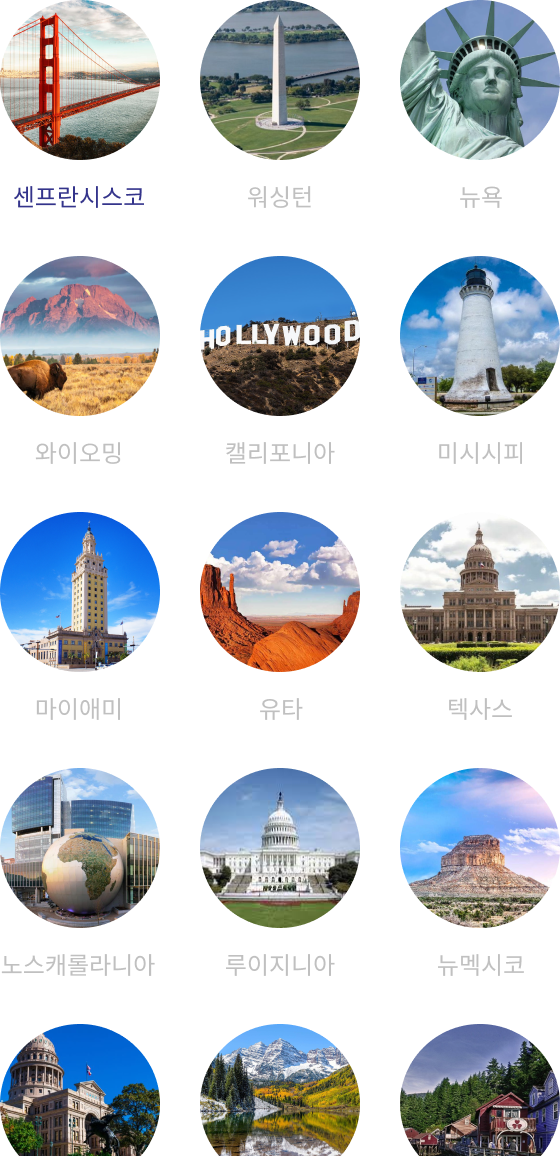 센프란시스코
워싱턴
뉴욕
HOLLYWOOD
와이오밍
캘리포니아
미시시피
마이애미
유타
텍사스
노스캐롤라니아
루이지니아
뉴멕시코